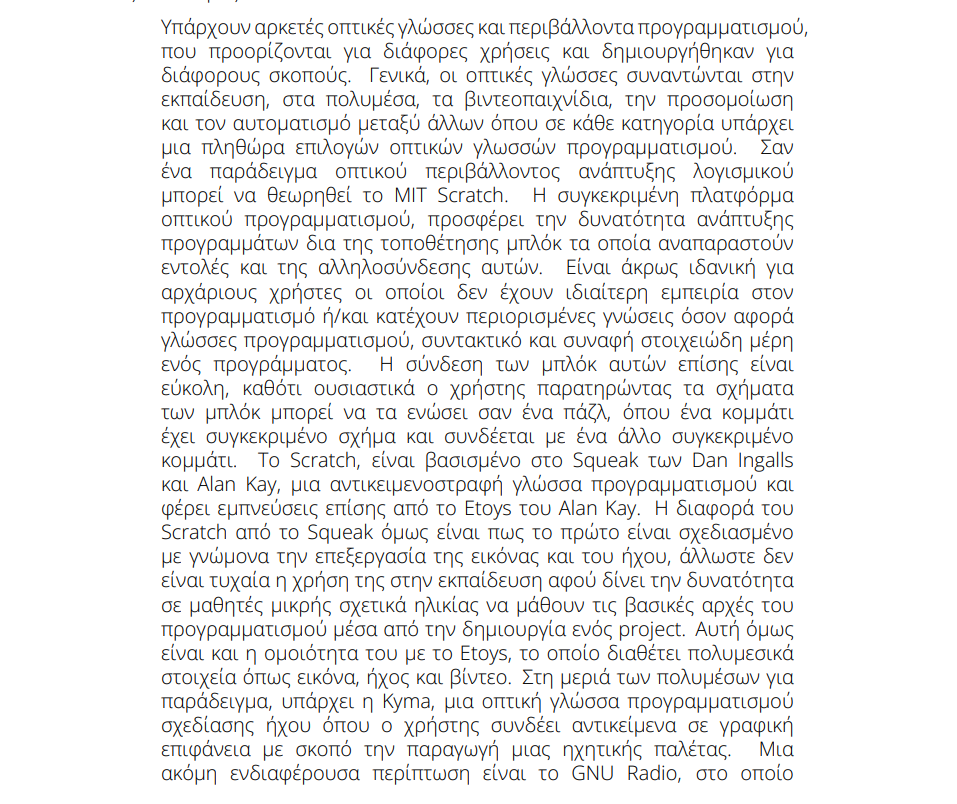 Υπάρχουν αρκετές οπτικές γλώσσες και περιβάλλοντα προγραμματισμού,
που προορίζονται για διάφορες χρήσεις και δημιουργήθηκαν για
διάφορους σκοπούς. Γενικά, οι οπτικές γλώσσες συναντώνται στην
εκπαίδευση, στα πολυμέσα, τα βιντεοπαιχνίδια, την προσομοίωση
και τον αυτοματισμό μεταξύ άλλων όπου σε κάθε κατηγορία υπάρχει
μια πληθώρα επιλογών οπτικών γλωσσών προγραμματισμού. Σαν
ένα παράδειγμα οπτικού περιβάλλοντος ανάπτυξης λογισμικού
μπορεί να θεωρηθεί το MIT Scratch. Η συγκεκριμένη πλατφόρμα
οπτικού προγραμματισμού, προσφέρει την δυνατότητα ανάπτυξης
προγραμμάτων δια της τοποθέτησης μπλόκ τα οποία αναπαραστούν
εντολές και της αλληλοσύνδεσης αυτών. Είναι άκρως ιδανική για
αρχάριους χρήστες οι οποίοι δεν έχουν ιδιαίτερη εμπειρία στον
προγραμματισμό ή/και κατέχουν περιορισμένες γνώσεις όσον αφορά
γλώσσες προγραμματισμού, συντακτικό και συναφή στοιχειώδη μέρη
ενός προγράμματος. Η σύνδεση των μπλόκ αυτών επίσης είναι
εύκολη, καθότι ουσιαστικά ο χρήστης παρατηρώντας τα σχήματα
των μπλόκ μπορεί να τα ενώσει σαν ένα πάζλ, όπου ένα κομμάτι
έχει συγκεκριμένο σχήμα και συνδέεται με ένα άλλο συγκεκριμένο
κομμάτι. Το Scratch, είναι βασισμένο στο Squeak των Dan Ingalls
και Alan Kay, μια αντικειμενοστραφή γλώσσα προγραμματισμού και
φέρει εμπνεύσεις επίσης από το Etoys του Alan Kay. Η διαφορά του
Scratch από το Squeak όμως είναι πως το πρώτο είναι σχεδιασμένο
με γνώμονα την επεξεργασία της εικόνας και του ήχου, άλλωστε δεν
είναι τυχαία η χρήση της στην εκπαίδευση αφού δίνει την δυνατότητα
σε μαθητές μικρής σχετικά ηλικίας να μάθουν τις βασικές αρχές του
προγραμματισμού μέσα από την δημιουργία ενός project. Αυτή όμως
είναι και η ομοιότητα του με το Etoys, το οποίο διαθέτει πολυμεσικά
στοιχεία όπως εικόνα, ήχος και βίντεο. Στη μεριά των πολυμέσων για
παράδειγμα, υπάρχει η Kyma, μια οπτική γλώσσα προγραμματισμού
σχεδίασης ήχου όπου ο χρήστης συνδέει αντικείμενα σε γραφική
επιφάνεια με σκοπό την παραγωγή μιας ηχητικής παλέτας. Μια
ακόμη ενδιαφέρουσα περίπτωση είναι το GNU Radio, στο οποίο